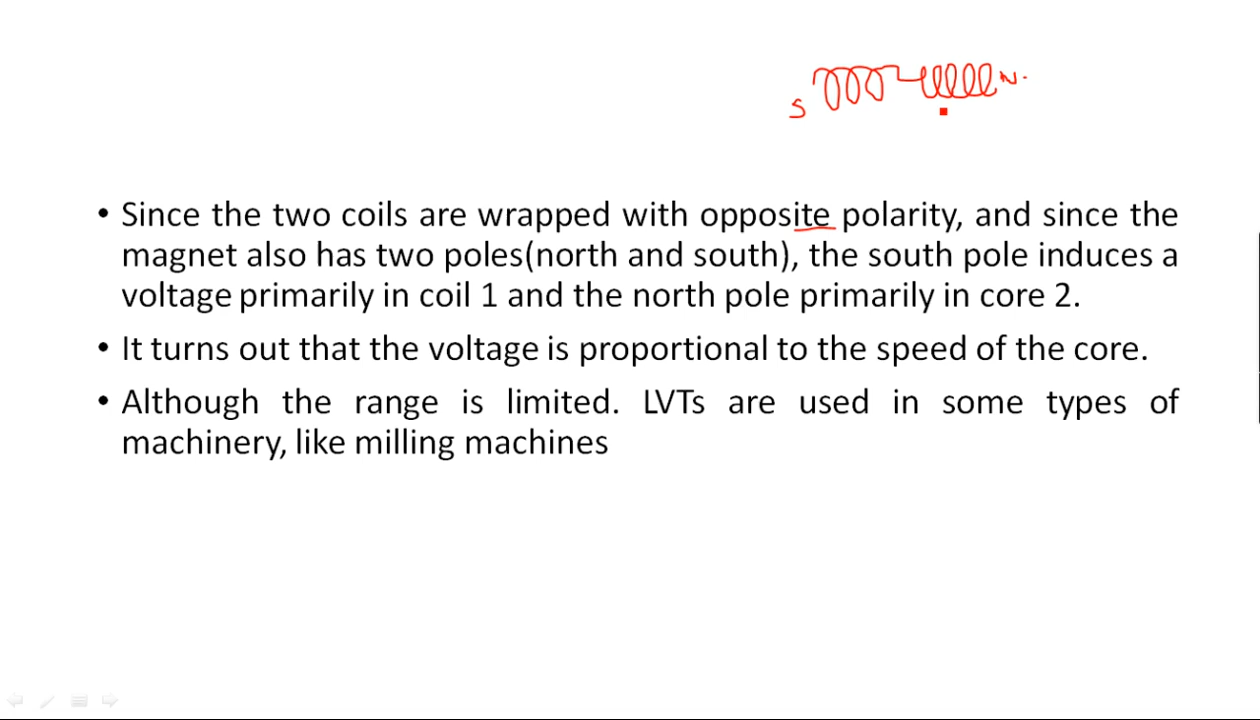 S N.
• Since the two coils are wrapped with opposite polarity, and since the
magnet also has two poles(north and south), the south pole induces a
voltage primarily in coil 1 and the north pole primarily in core 2.
• It turns out that the voltage is proportional to the speed of the core.
• Although the range is limited. LVTs are used in some types of
machinery, like milling machines